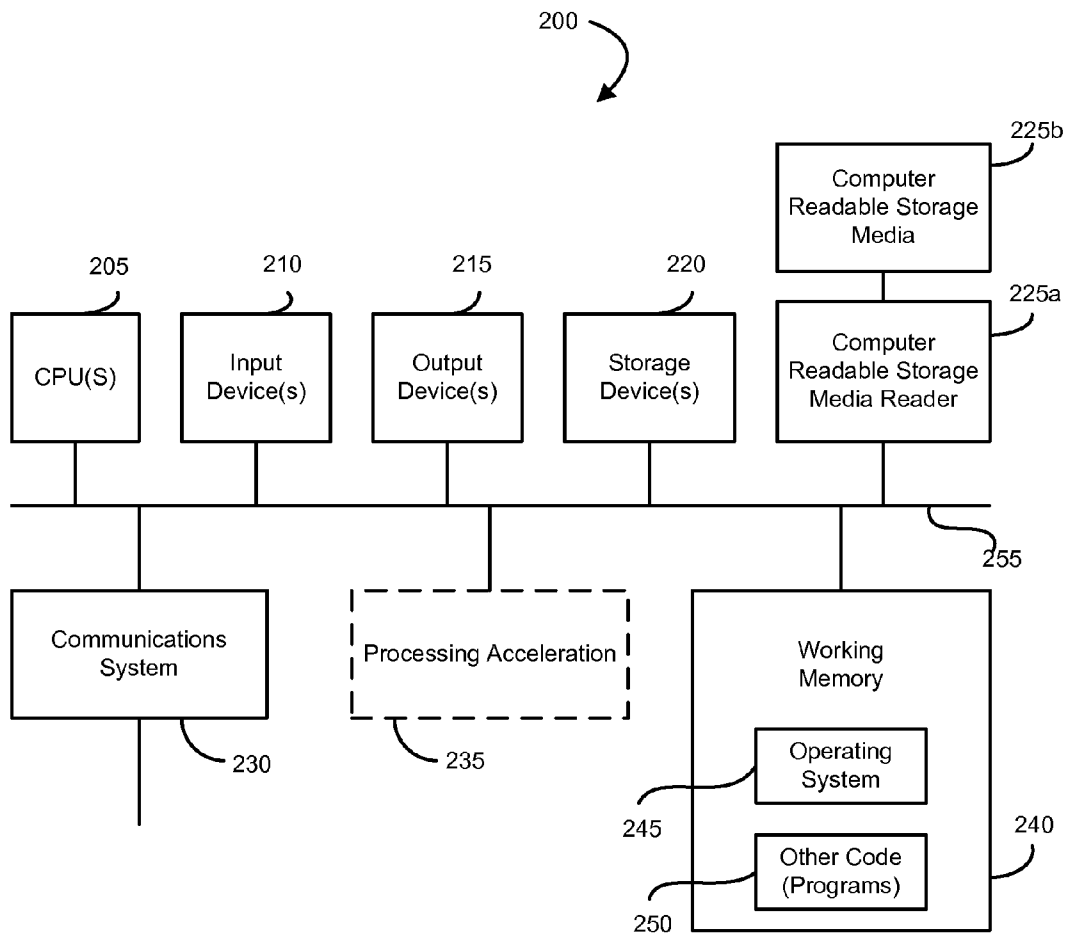 200
225b
Computer
Readable Storage
Media
205
210
215
220
225a
CPU(S)
Input
Device(s)
Output
Device(s)
Storage
Device(s)
Computer
Readable Storage
Media Reader
255
Communications
System
Processing Acceleration
Working
Memory
230
235
Operating
System
245
240
Other Code
(Programs)
250